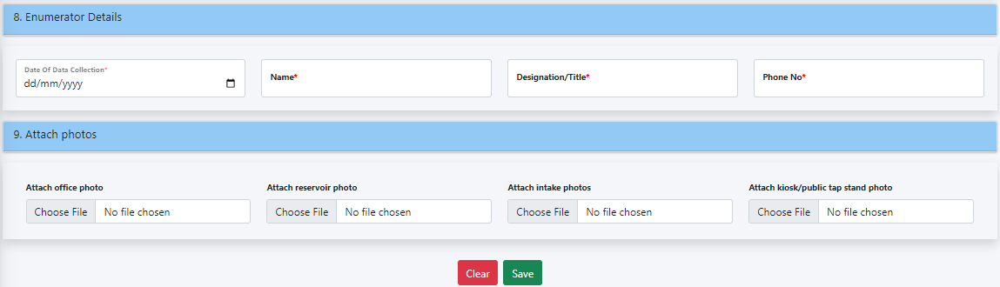 8. Enumerator Details
Date Of Data Collection*
dd/mm/yyyy
Name*
Designation/Title*
Phone No*
9. Attach photos
Attach office photo
Attach reservoir photo
Attach intake photos
Attach kiosk/public tap stand photo
Choose File No file chosen
Choose File No file chosen
Choose File No file chosen
Choose File No file chosen
Clear
Save